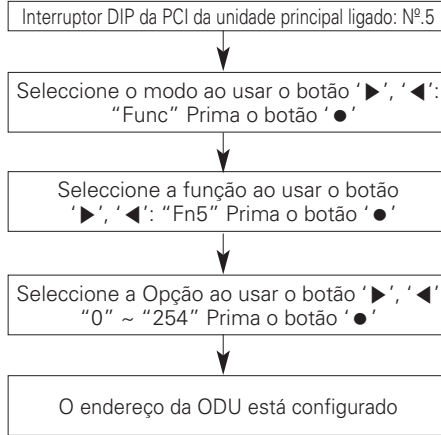 Interruptor DIP da PCI da unidade principal ligado: Nº.5
Seleccione o modo ao usar o botão ‘▶’, ‘◀’:
“Func” Prima o botão ‘●’
Seleccione a função ao usar o botão
‘▶’, ‘◀’: “Fn5” Prima o botão ‘●’
Seleccione a Opção ao usar o botão ‘▶’, ‘◀’
“0” ~ “254” Prima o botão ‘●’
O endereço da ODU está configurado